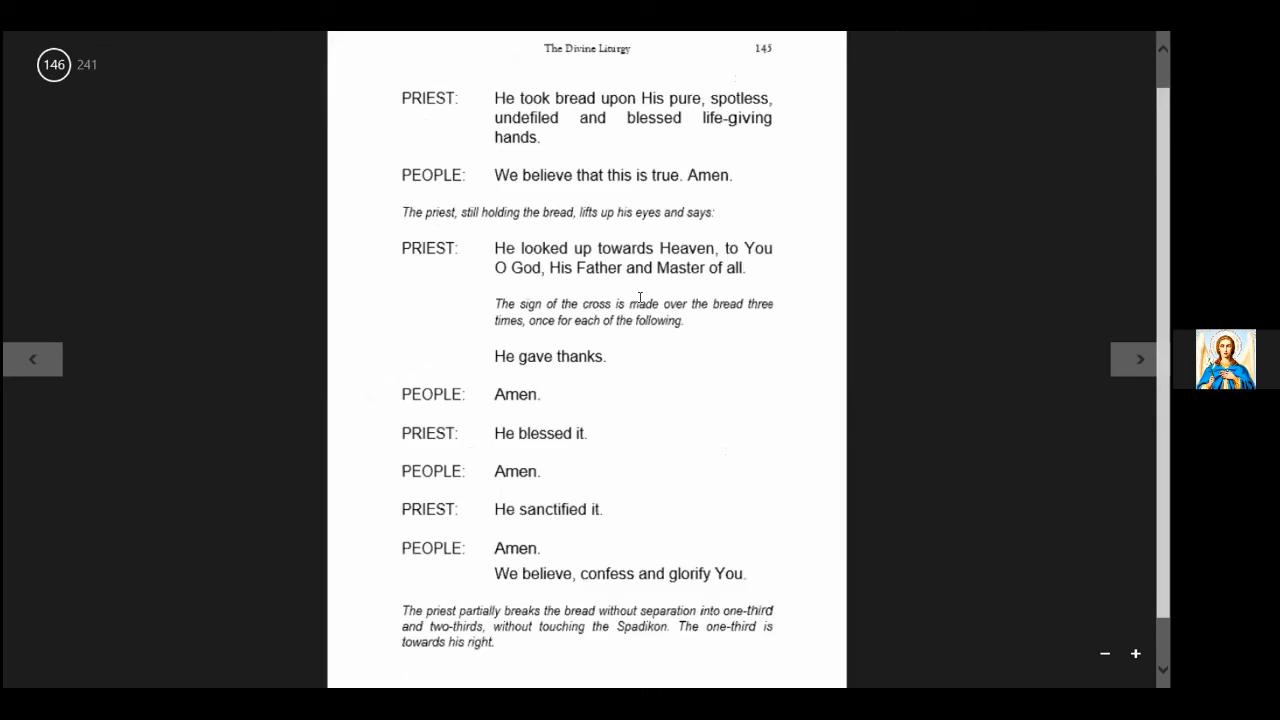 146 241
The Divine Liturgy 145
PRIEST: He took bread upon His pure, spotless,
undefiled and blessed life-giving
hands.
PEOPLE: We believe that this is true. Amen.
The priest, still holding the bread, lifts up his eyes and says:
PRIEST: He looked up towards Heaven, to You
O God, His Father and Master of all.
The sign of the cross is made over the bread three
times, once for each of the following.
He gave thanks.
PEOPLE: Amen.
PRIEST: He blessed it.
PEOPLE: Amen.
PRIEST: He sanctified it.
PEOPLE: Amen.
We believe, confess and glorify You.
The priest partially breaks the bread without separation into one-third
and two-thirds, without touching the Spadikon. The one-third is
towards his right.